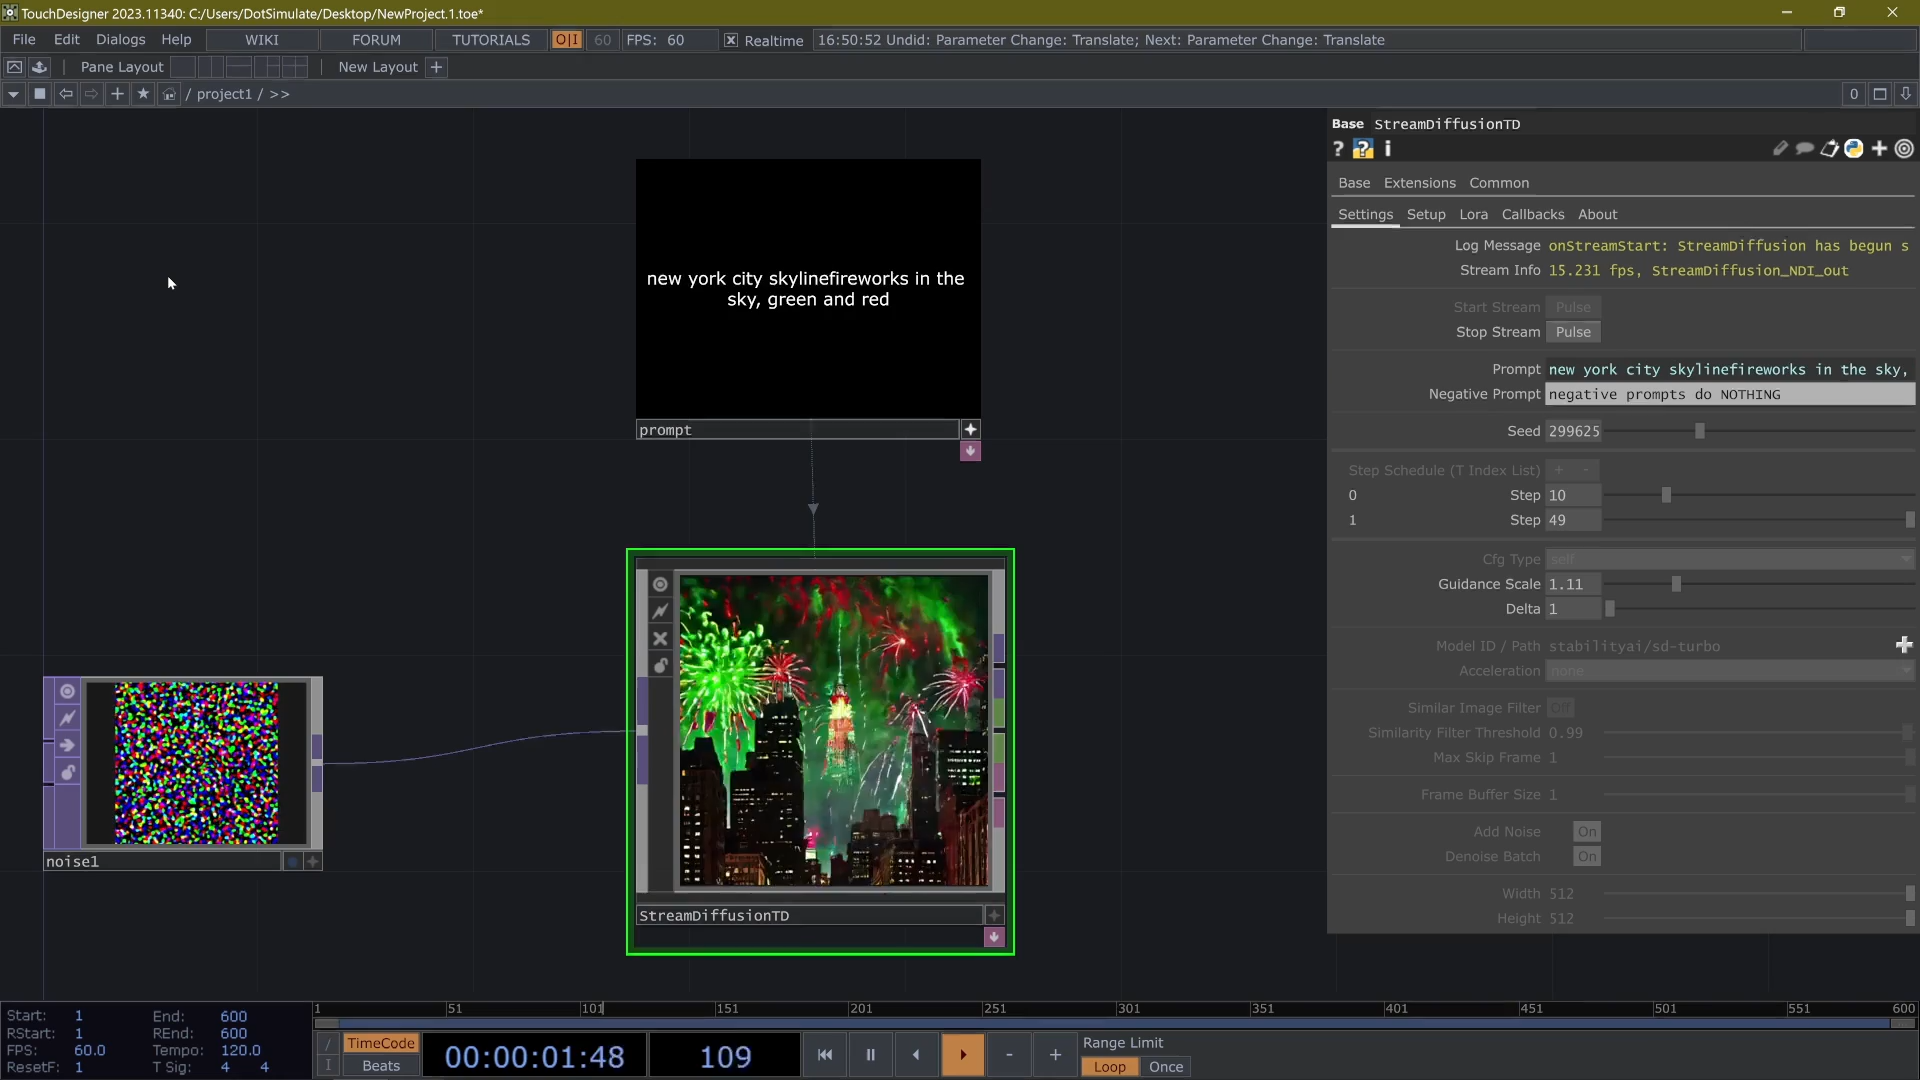 TouchDesigner 2023.11340: C:/Users/DotSimulate/Desktop/NewProject.1.toe*
File Edit Dialogs Help WIKI FORUM TUTORIALS O|I 60 FPS: 60 Realtime 16:50:52 Undid: Parameter Change: Translate; Next: Parameter Change: Translate
Pane Layout New Layout +
/ project1 / >> 0
Base StreamDiffusionTD
? ? i
Base Extensions Common
Settings Setup Lora Callbacks About
Log Message onStreamStart: StreamDiffusion has begun s
Stream Info 15.231 fps, StreamDiffusion_NDI_out
Start Stream Pulse
Stop Stream Pulse
Prompt new york city skylinefireworks in the sky,
Negative Prompt negative prompts do NOTHING
Seed 299625
Step Schedule (T Index List) + -
0 Step 10
1 Step 49
Cfg Type self
Guidance Scale 1.11
Delta 1
Model ID / Path stabilityai/sd-turbo
Acceleration none
Similar Image Filter Off
Similarity Filter Threshold 0.99
Max Skip Frame 1
Frame Buffer Size 1
Add Noise On
Denoise Batch On
Width 512
Height 512
new york city skylinefireworks in the
sky, green and red
prompt
noise1
StreamDiffusionTD
1 51 101 151 201 251 301 351 401 451 501 551 600
Start: 1 End: 600
RStart: 1 REnd: 600
FPS: 60.0 Tempo: 120.0
ResetF: 1 T Sig: 4 4
/ TimeCode
I Beats
00:00:01:48 109 - +
Range Limit
Loop Once